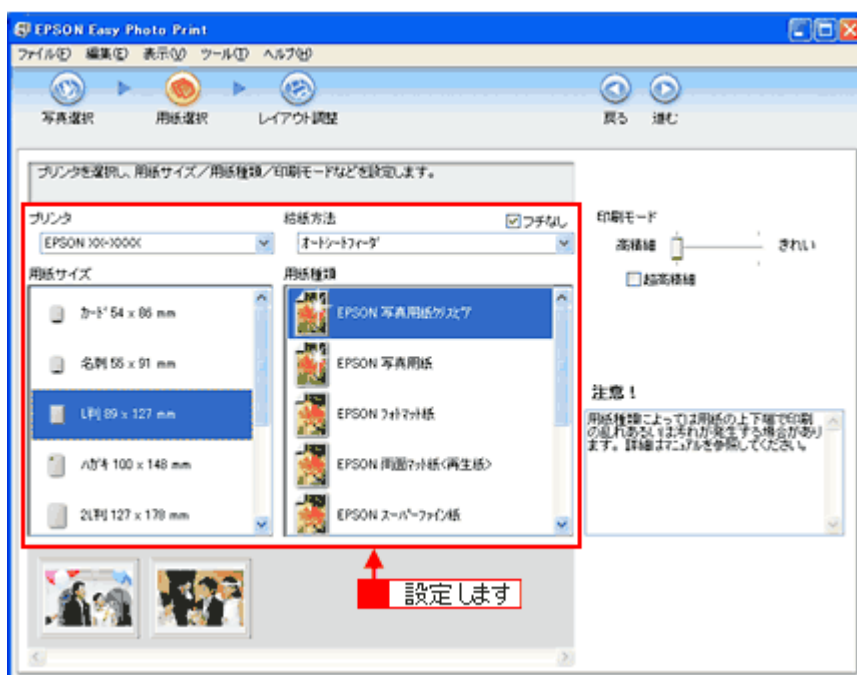 EPSON Easy Photo Print
ファイル(F) 編集(E) 表示(V) ツール(T) ヘルプ(H)
写真選択 用紙選択 レイアウト調整 戻る 進む
プリンタを選択し、用紙サイズ／用紙種類／印刷モードなどを設定します。
プリンタ 給紙方法 フチなし
EPSON XX-XXXX オートシートフィーダ
用紙サイズ 用紙種類
カード 54 x 86 mm
名刺 55 x 91 mm
L判 89 x 127 mm
ハガキ 100 x 148 mm
2L判 127 x 178 mm
EPSON 写真用紙クリスピア
EPSON 写真用紙
EPSON フォトマット紙
EPSON 両面マット紙<再生紙>
EPSON スーパーファイン紙
印刷モード
高精細 きれい
超高精細
注意！
用紙種類によっては用紙の上下端で印刷
の乱れあるいは汚れが発生する場合があり
ます。詳細はマニュアルを参照してください。
設定します